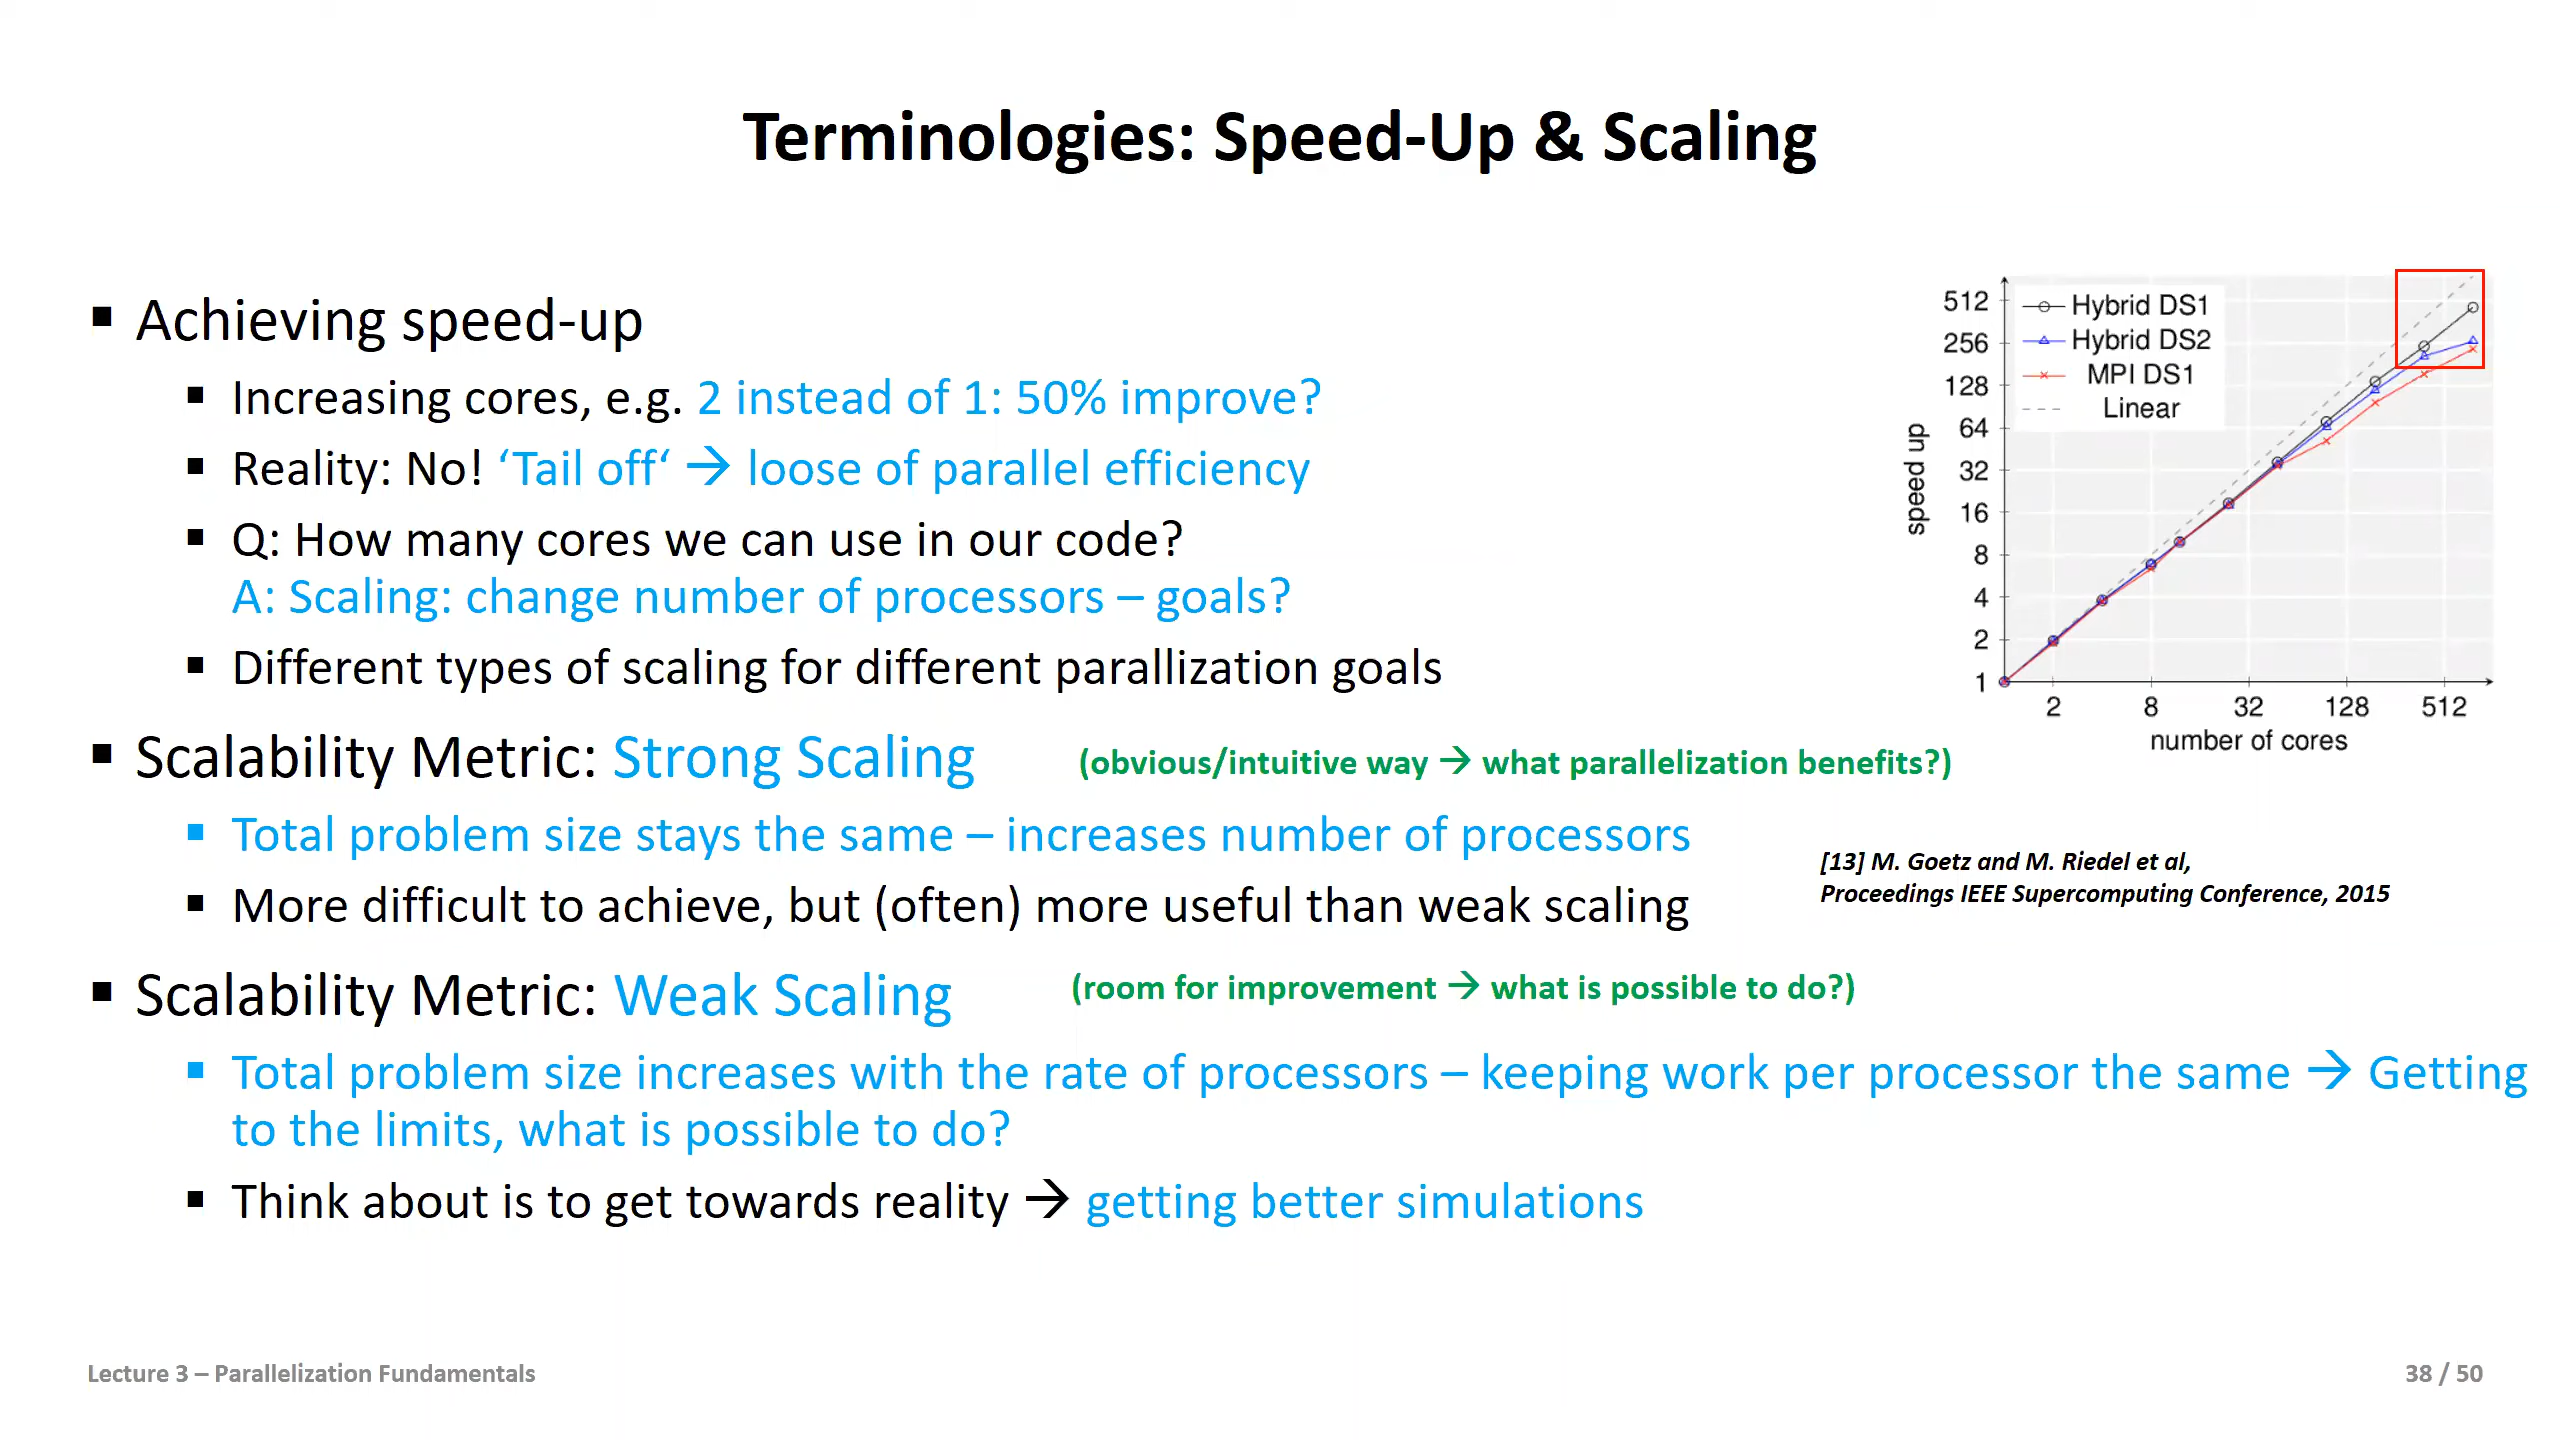 Terminologies: Speed-Up & Scaling
▪ Achieving speed-up
▪ Increasing cores, e.g. 2 instead of 1: 50% improve?
▪ Reality: No! ‘Tail off‘ → loose of parallel efficiency
▪ Q: How many cores we can use in our code?
A: Scaling: change number of processors – goals?
▪ Different types of scaling for different parallization goals
▪ Scalability Metric: Strong Scaling
(obvious/intuitive way → what parallelization benefits?)
▪ Total problem size stays the same – increases number of processors
▪ More difficult to achieve, but (often) more useful than weak scaling
▪ Scalability Metric: Weak Scaling
(room for improvement → what is possible to do?)
▪ Total problem size increases with the rate of processors – keeping work per processor the same → Getting
to the limits, what is possible to do?
▪ Think about is to get towards reality → getting better simulations
512
256
128
64
32
16
8
4
2
1
speed up
Hybrid DS1
Hybrid DS2
MPI DS1
Linear
2 8 32 128 512
number of cores
[13] M. Goetz and M. Riedel et al,
Proceedings IEEE Supercomputing Conference, 2015
Lecture 3 – Parallelization Fundamentals
38 / 50